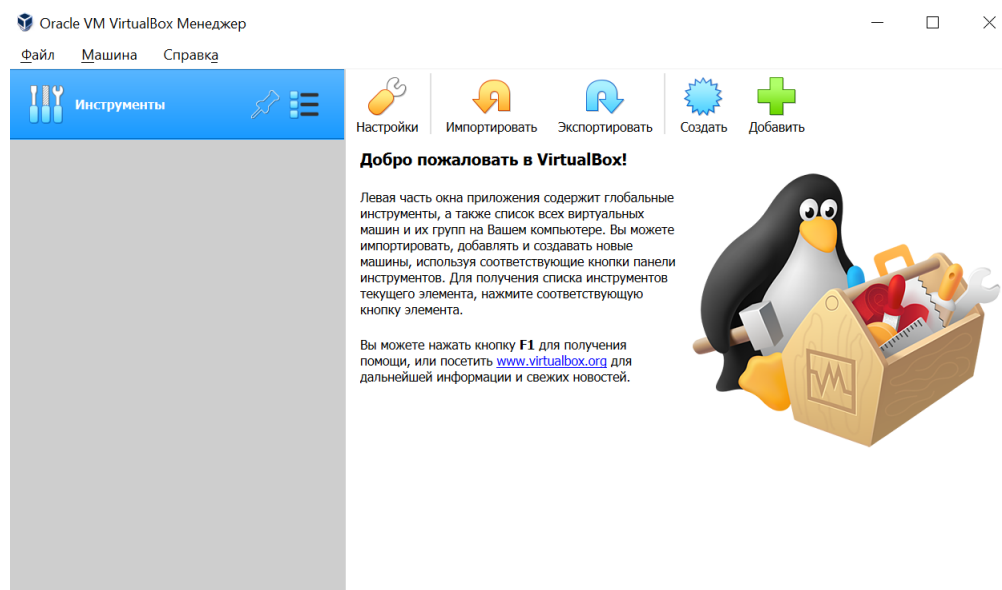 Oracle VM VirtualBox Менеджер
Файл Машина Справка
Инструменты
Настройки Импортировать Экспортировать Создать Добавить
Добро пожаловать в VirtualBox!
Левая часть окна приложения содержит глобальные
инструменты, а также список всех виртуальных
машин и их групп на Вашем компьютере. Вы можете
импортировать, добавлять и создавать новые
машины, используя соответствующие кнопки панели
инструментов. Для получения списка инструментов
текущего элемента, нажмите соответствующую
кнопку элемента.
Вы можете нажать кнопку F1 для получения
помощи, или посетить www.virtualbox.org для
дальнейшей информации и свежих новостей.